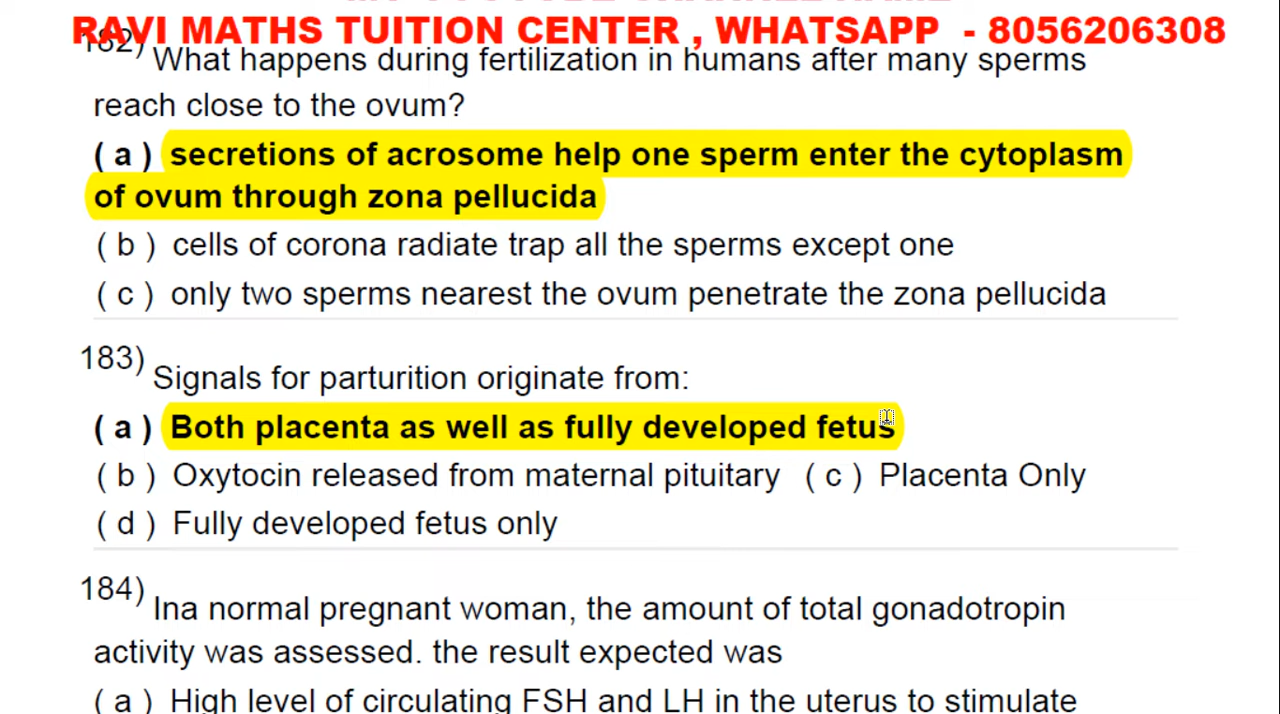 RAVI MATHS TUITION CENTER , WHATSAPP - 8056206308
182) What happens during fertilization in humans after many sperms
reach close to the ovum?
( a ) secretions of acrosome help one sperm enter the cytoplasm
of ovum through zona pellucida
( b ) cells of corona radiate trap all the sperms except one
( c ) only two sperms nearest the ovum penetrate the zona pellucida
183) Signals for parturition originate from:
( a ) Both placenta as well as fully developed fetus
( b ) Oxytocin released from maternal pituitary ( c ) Placenta Only
( d ) Fully developed fetus only
184) Ina normal pregnant woman, the amount of total gonadotropin
activity was assessed. the result expected was
( a ) High level of circulating FSH and LH in the uterus to stimulate